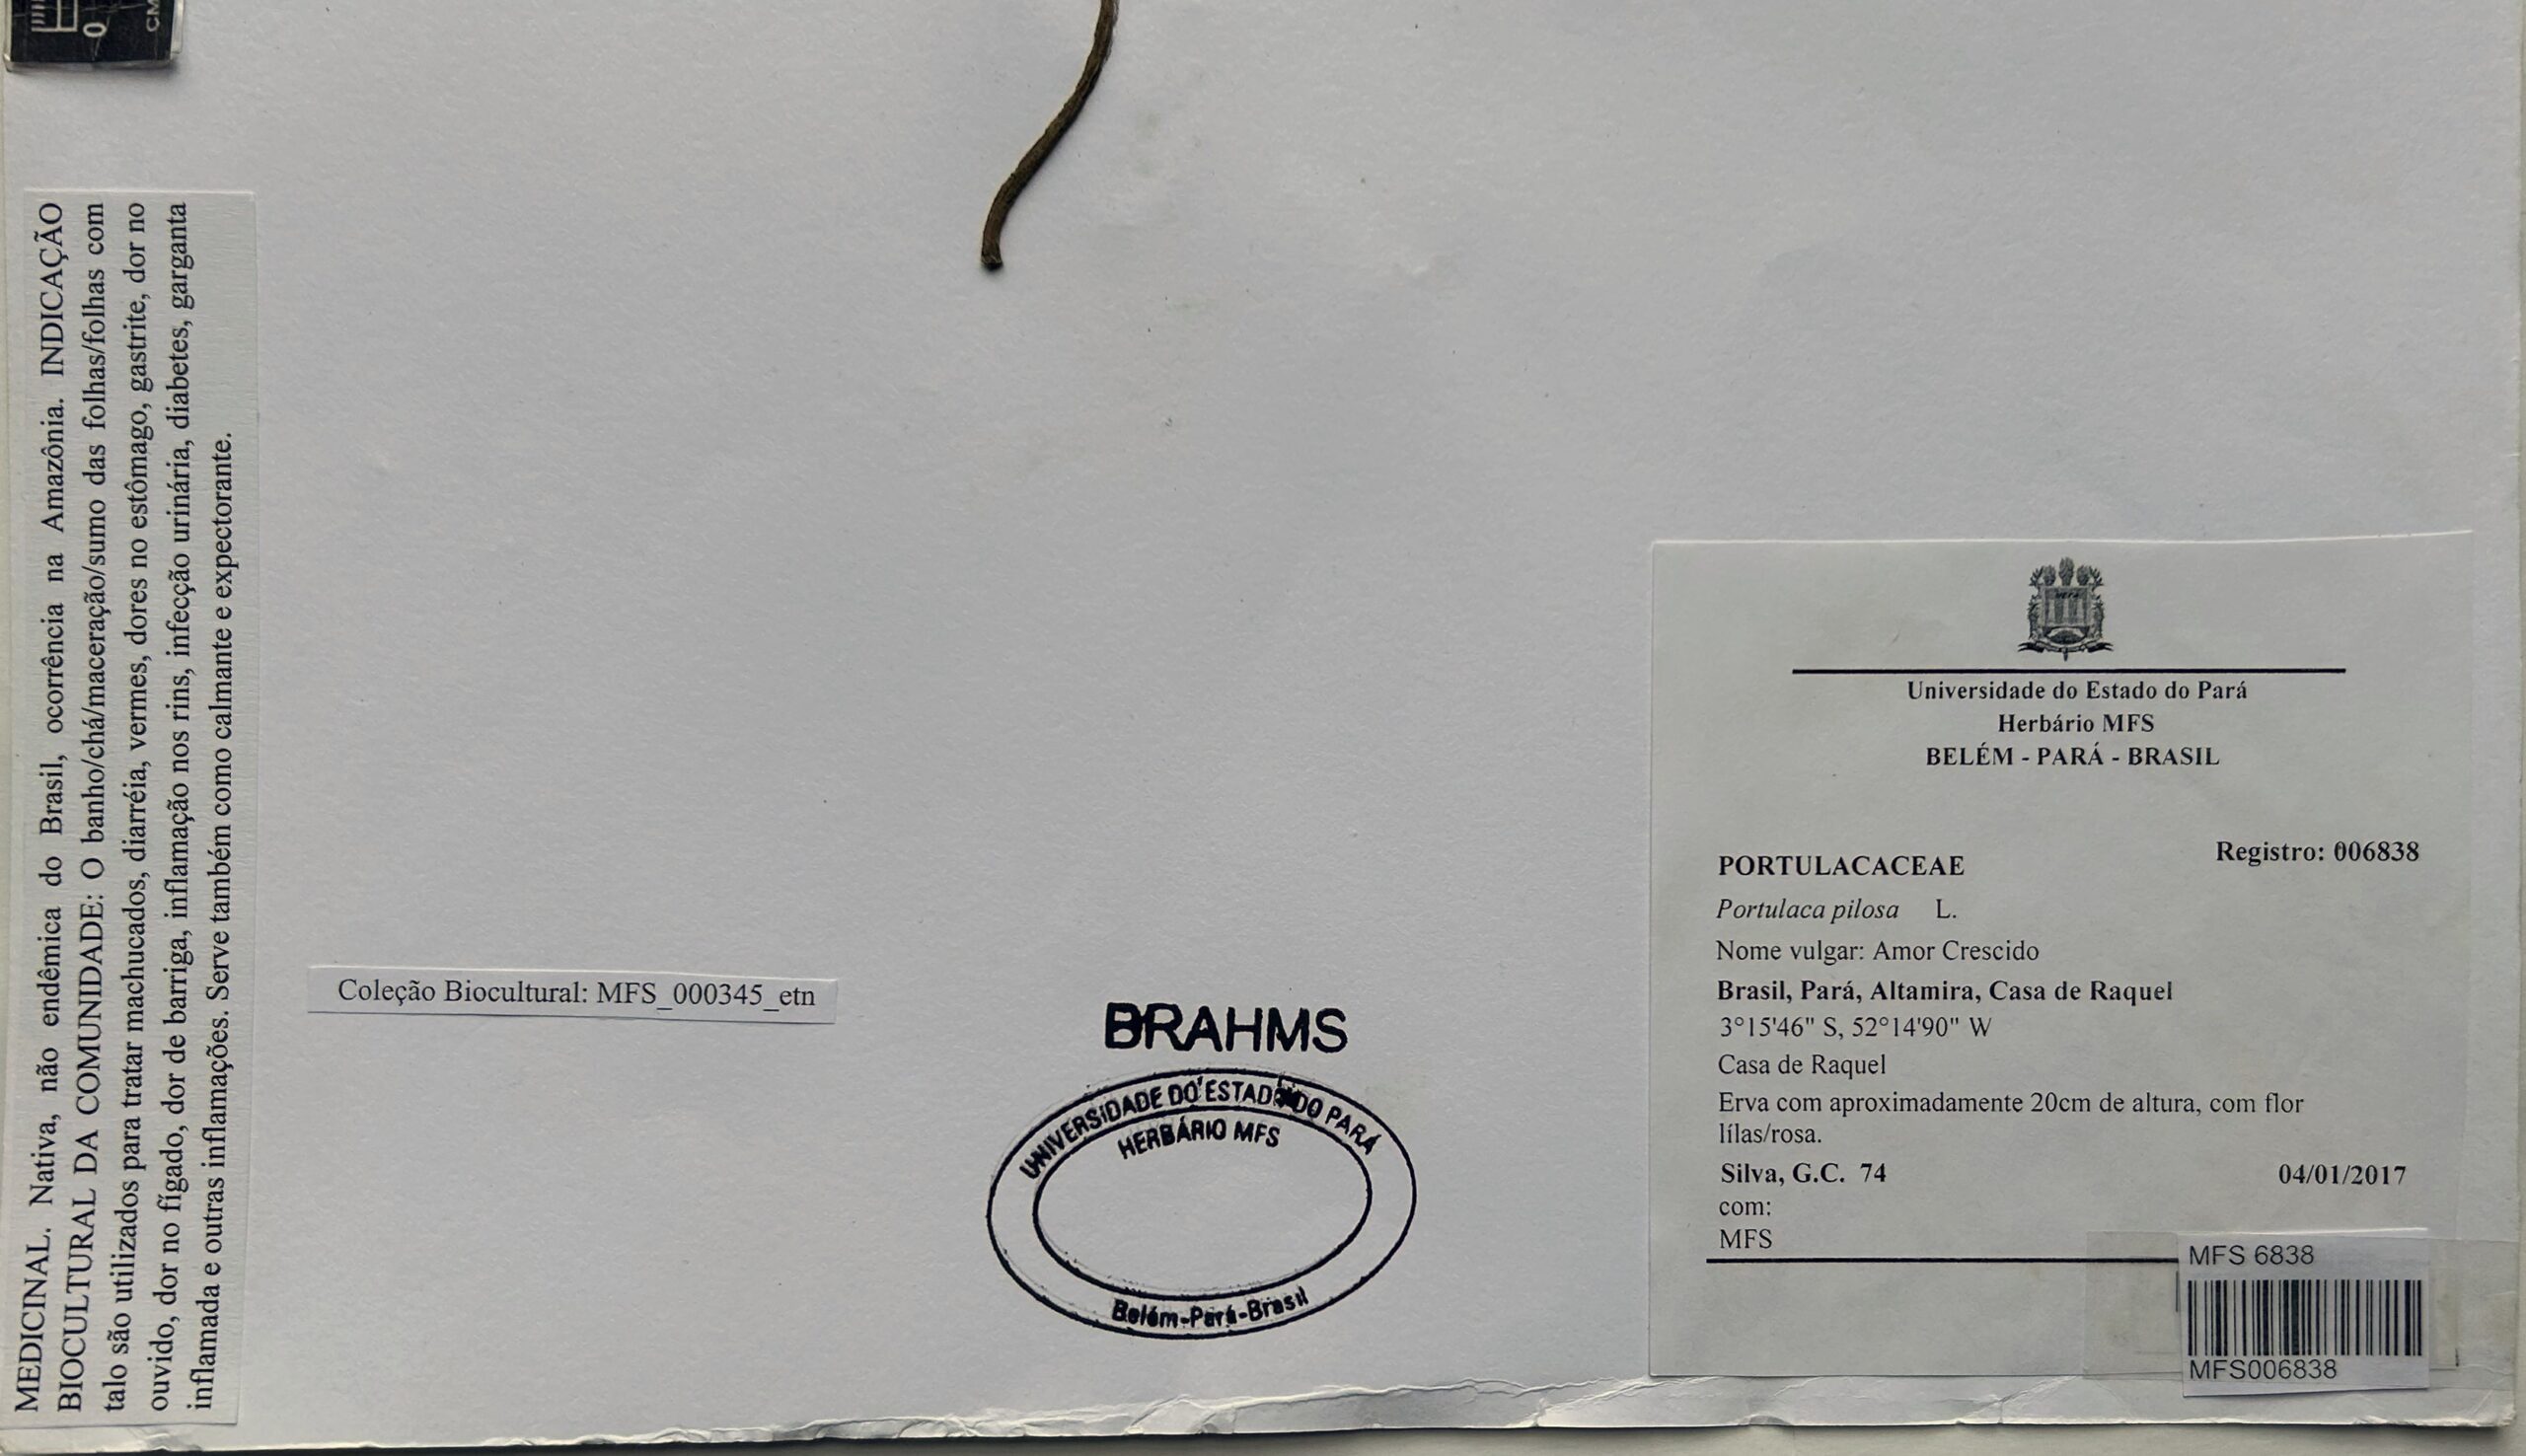 0
CM
MEDICINAL. Nativa, não endêmica do Brasil, ocorrência na Amazônia. INDICAÇÃO
BIOCULTURAL DA COMUNIDADE: O banho/chá/maceração/sumo das folhas/folhas com
talo são utilizados para tratar machucados, diarréia, vermes, dores no estômago, gastrite, dor no
ouvido, dor no fígado, dor de barriga, inflamação nos rins, infecção urinária, diabetes, garganta
inflamada e outras inflamações. Serve também como calmante e expectorante.
Coleção Biocultural: MFS_000345_etn
BRAHMS
UNIVERSIDADE DO ESTADO DO PARÁ
HERBÁRIO MFS
Belém-Pará-Brasil
Universidade do Estado do Pará
Herbário MFS
BELÉM - PARÁ - BRASIL
Registro: 006838
PORTULACACEAE
Portulaca pilosa L.
Nome vulgar: Amor Crescido
Brasil, Pará, Altamira, Casa de Raquel
3°15'46" S, 52°14'90" W
Casa de Raquel
Erva com aproximadamente 20cm de altura, com flor
lílas/rosa.
Silva, G.C. 74 04/01/2017
com:
MFS
MFS 6838
MFS006838